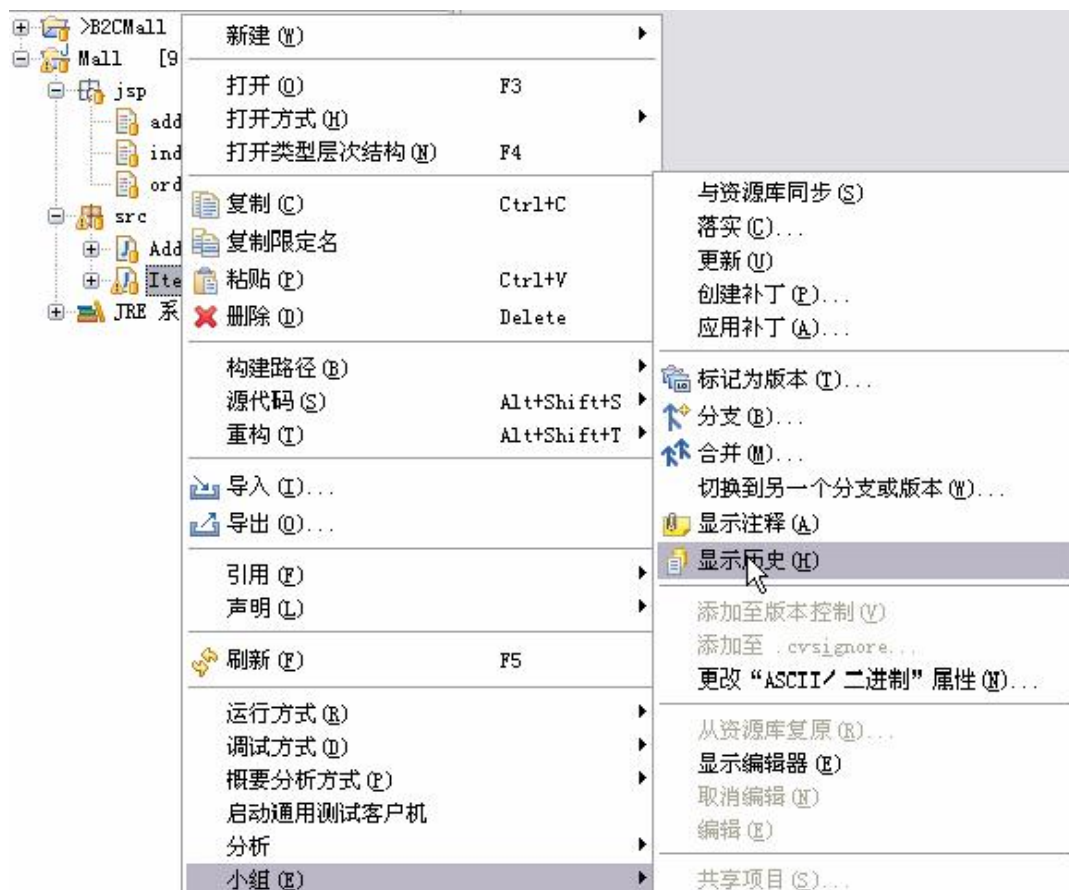 >B2CMall
Mall [9
jsp
add
ind
ord
src
Add
Ite
JRE 系
新建(W)
打开(O) F3
打开方式(H)
打开类型层次结构(N) F4
复制(C) Ctrl+C
复制限定名
粘贴(P) Ctrl+V
删除(D) Delete
构建路径(B)
源代码(S) Alt+Shift+S
重构(T) Alt+Shift+T
导入(I)...
导出(O)...
引用(F)
声明(L)
刷新(F) F5
运行方式(R)
调试方式(D)
概要分析方式(P)
启动通用测试客户机
分析
小组(E)
与资源库同步(S)
落实(C)...
更新(U)
创建补丁(P)...
应用补丁(A)...
标记为版本(T)...
分支(B)...
合并(M)...
切换到另一个分支或版本(W)...
显示注释(A)
显示历史(H)
添加至版本控制(V)
添加至 .cvsignore...
更改“ASCII/二进制”属性(N)...
从资源库复原(R)...
显示编辑器(E)
取消编辑(N)
编辑(E)
共享项目(S)...